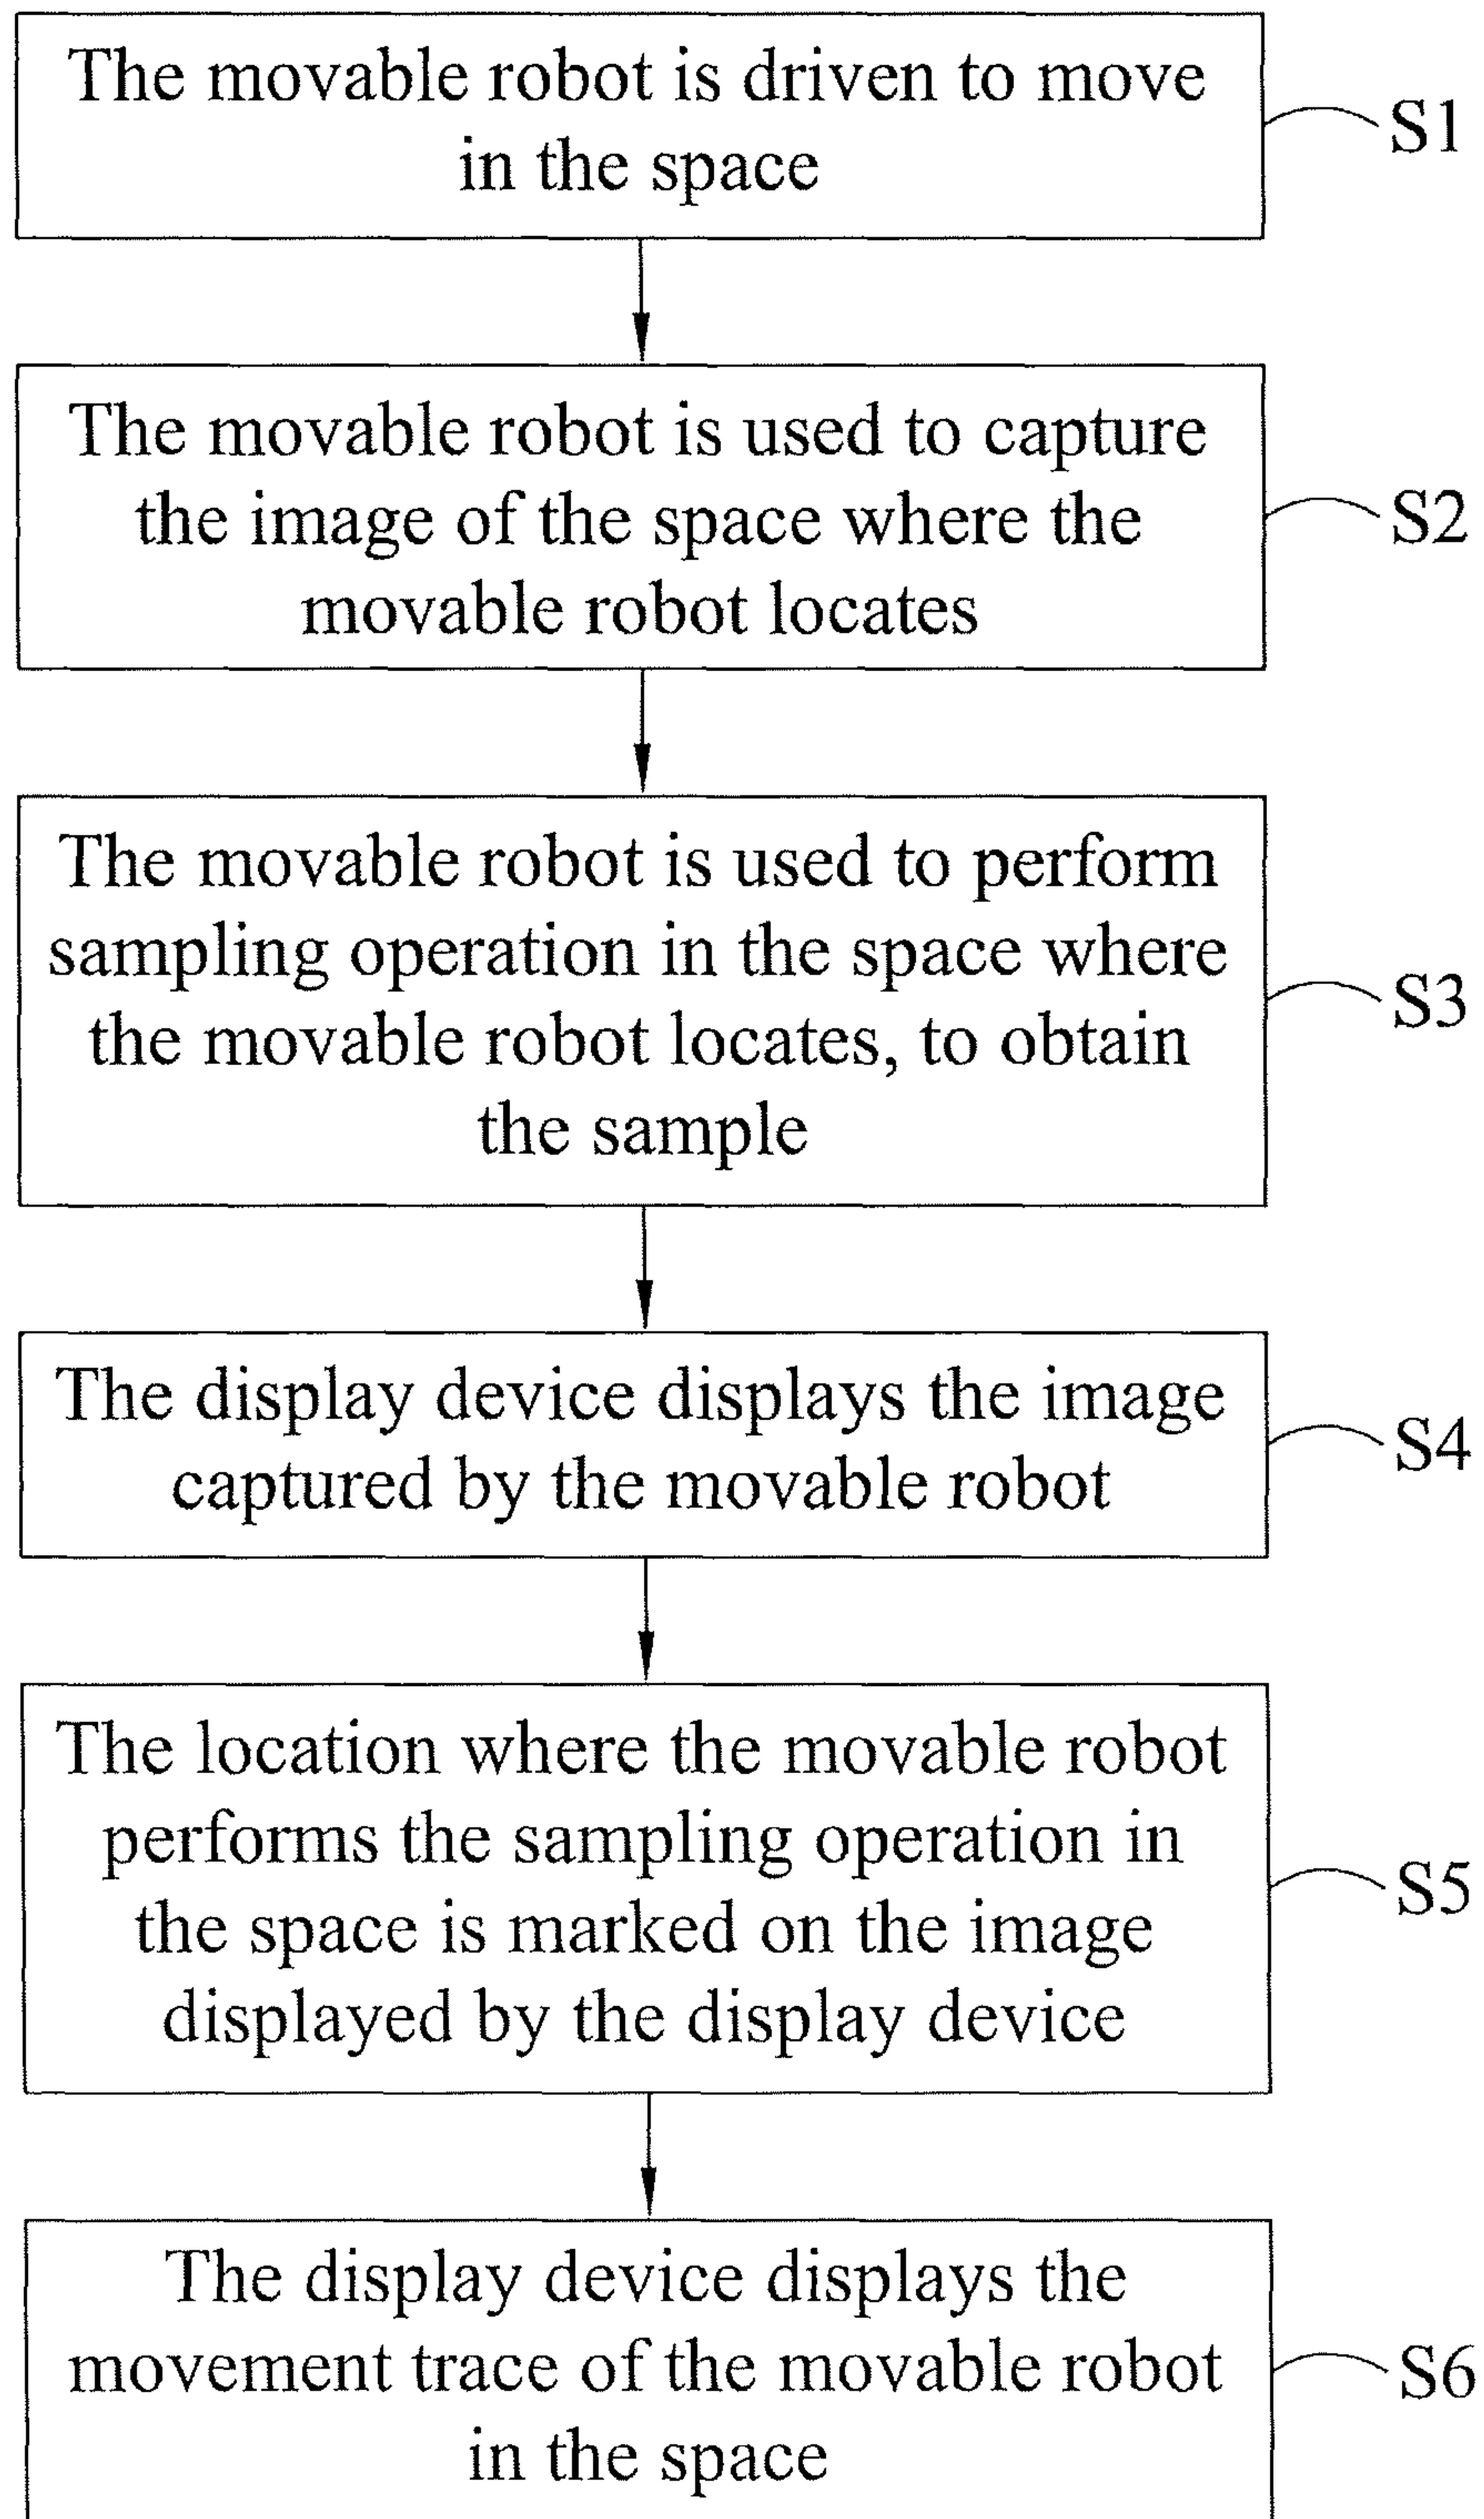 The movable robot is driven to move
in the space
S1
The movable robot is used to capture
the image of the space where the
movable robot locates
S2
The movable robot is used to perform
sampling operation in the space where
the movable robot locates, to obtain
the sample
S3
The display device displays the image
captured by the movable robot
S4
The location where the movable robot
performs the sampling operation in
the space is marked on the image
displayed by the display device
S5
The display device displays the
movement trace of the movable robot
in the space
S6